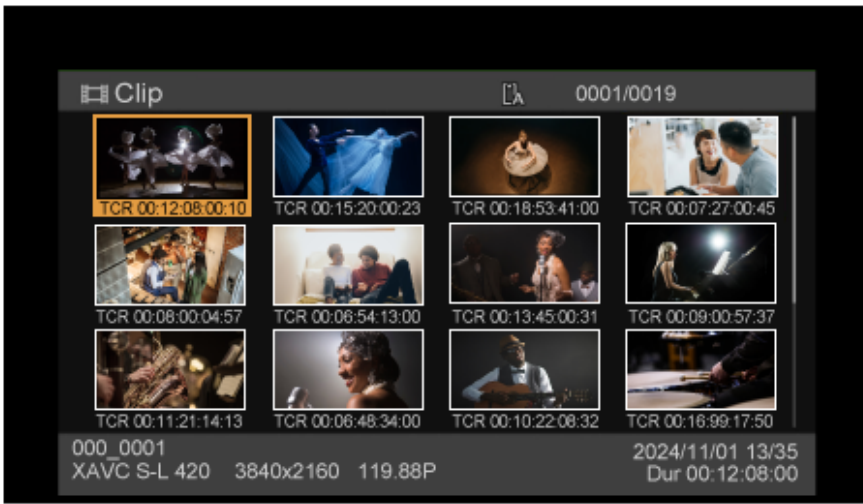 Clip A 0001/0019
TCR 00:12:08:00:10 TCR 00:15:20:00:23 TCR 00:18:53:41:00 TCR 00:07:27:00:45
TCR 00:08:00:04:57 TCR 00:06:54:13:00 TCR 00:13:45:00:31 TCR 00:09:00:57:37
TCR 00:11:21:14:13 TCR 00:06:48:34:00 TCR 00:10:22:08:32 TCR 00:16:99:17:50
000_0001 2024/11/01 13/35
XAVC S-L 420 3840x2160 119.88P Dur 00:12:08:00